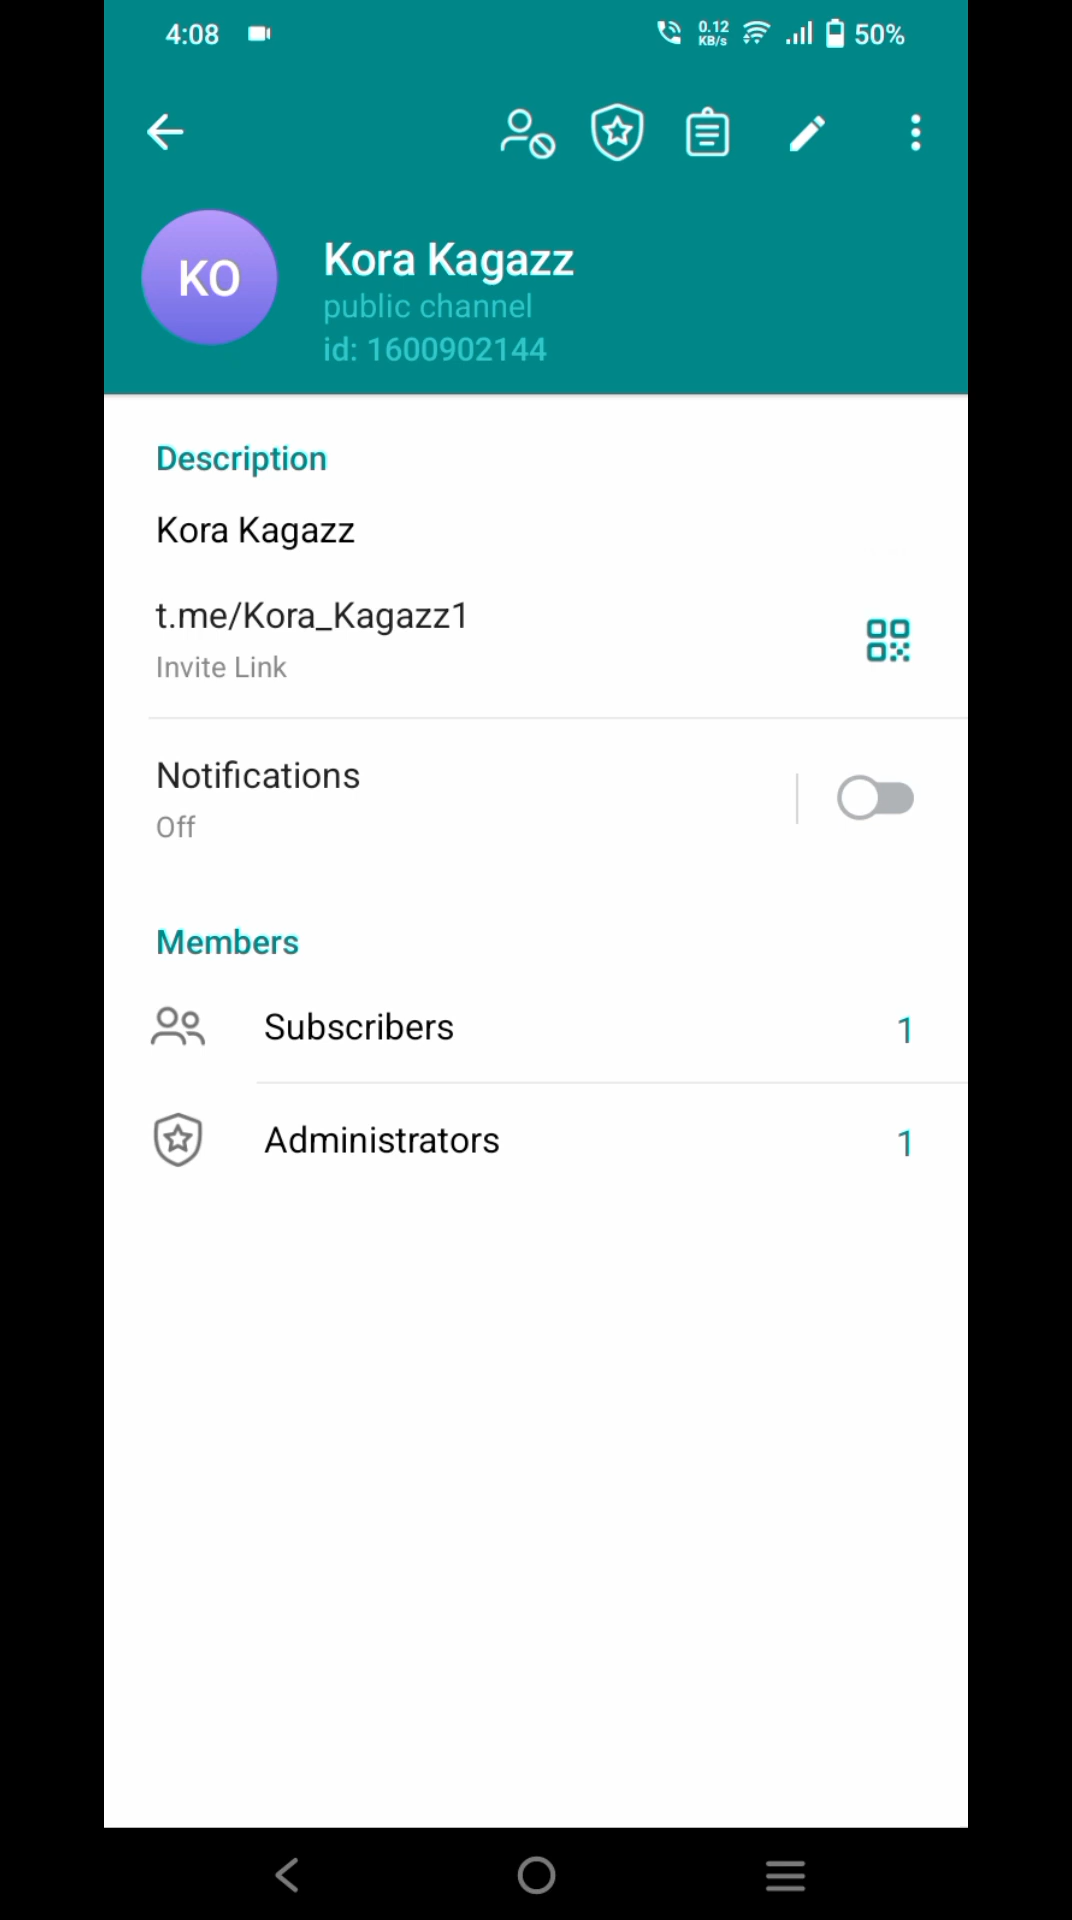 4:08
0.12
KB/s
50%
KO
Kora Kagazz
public channel
id: 1600902144
Description
Kora Kagazz
t.me/Kora_Kagazz1
Invite Link
Notifications
Off
Members
Subscribers 1
Administrators 1